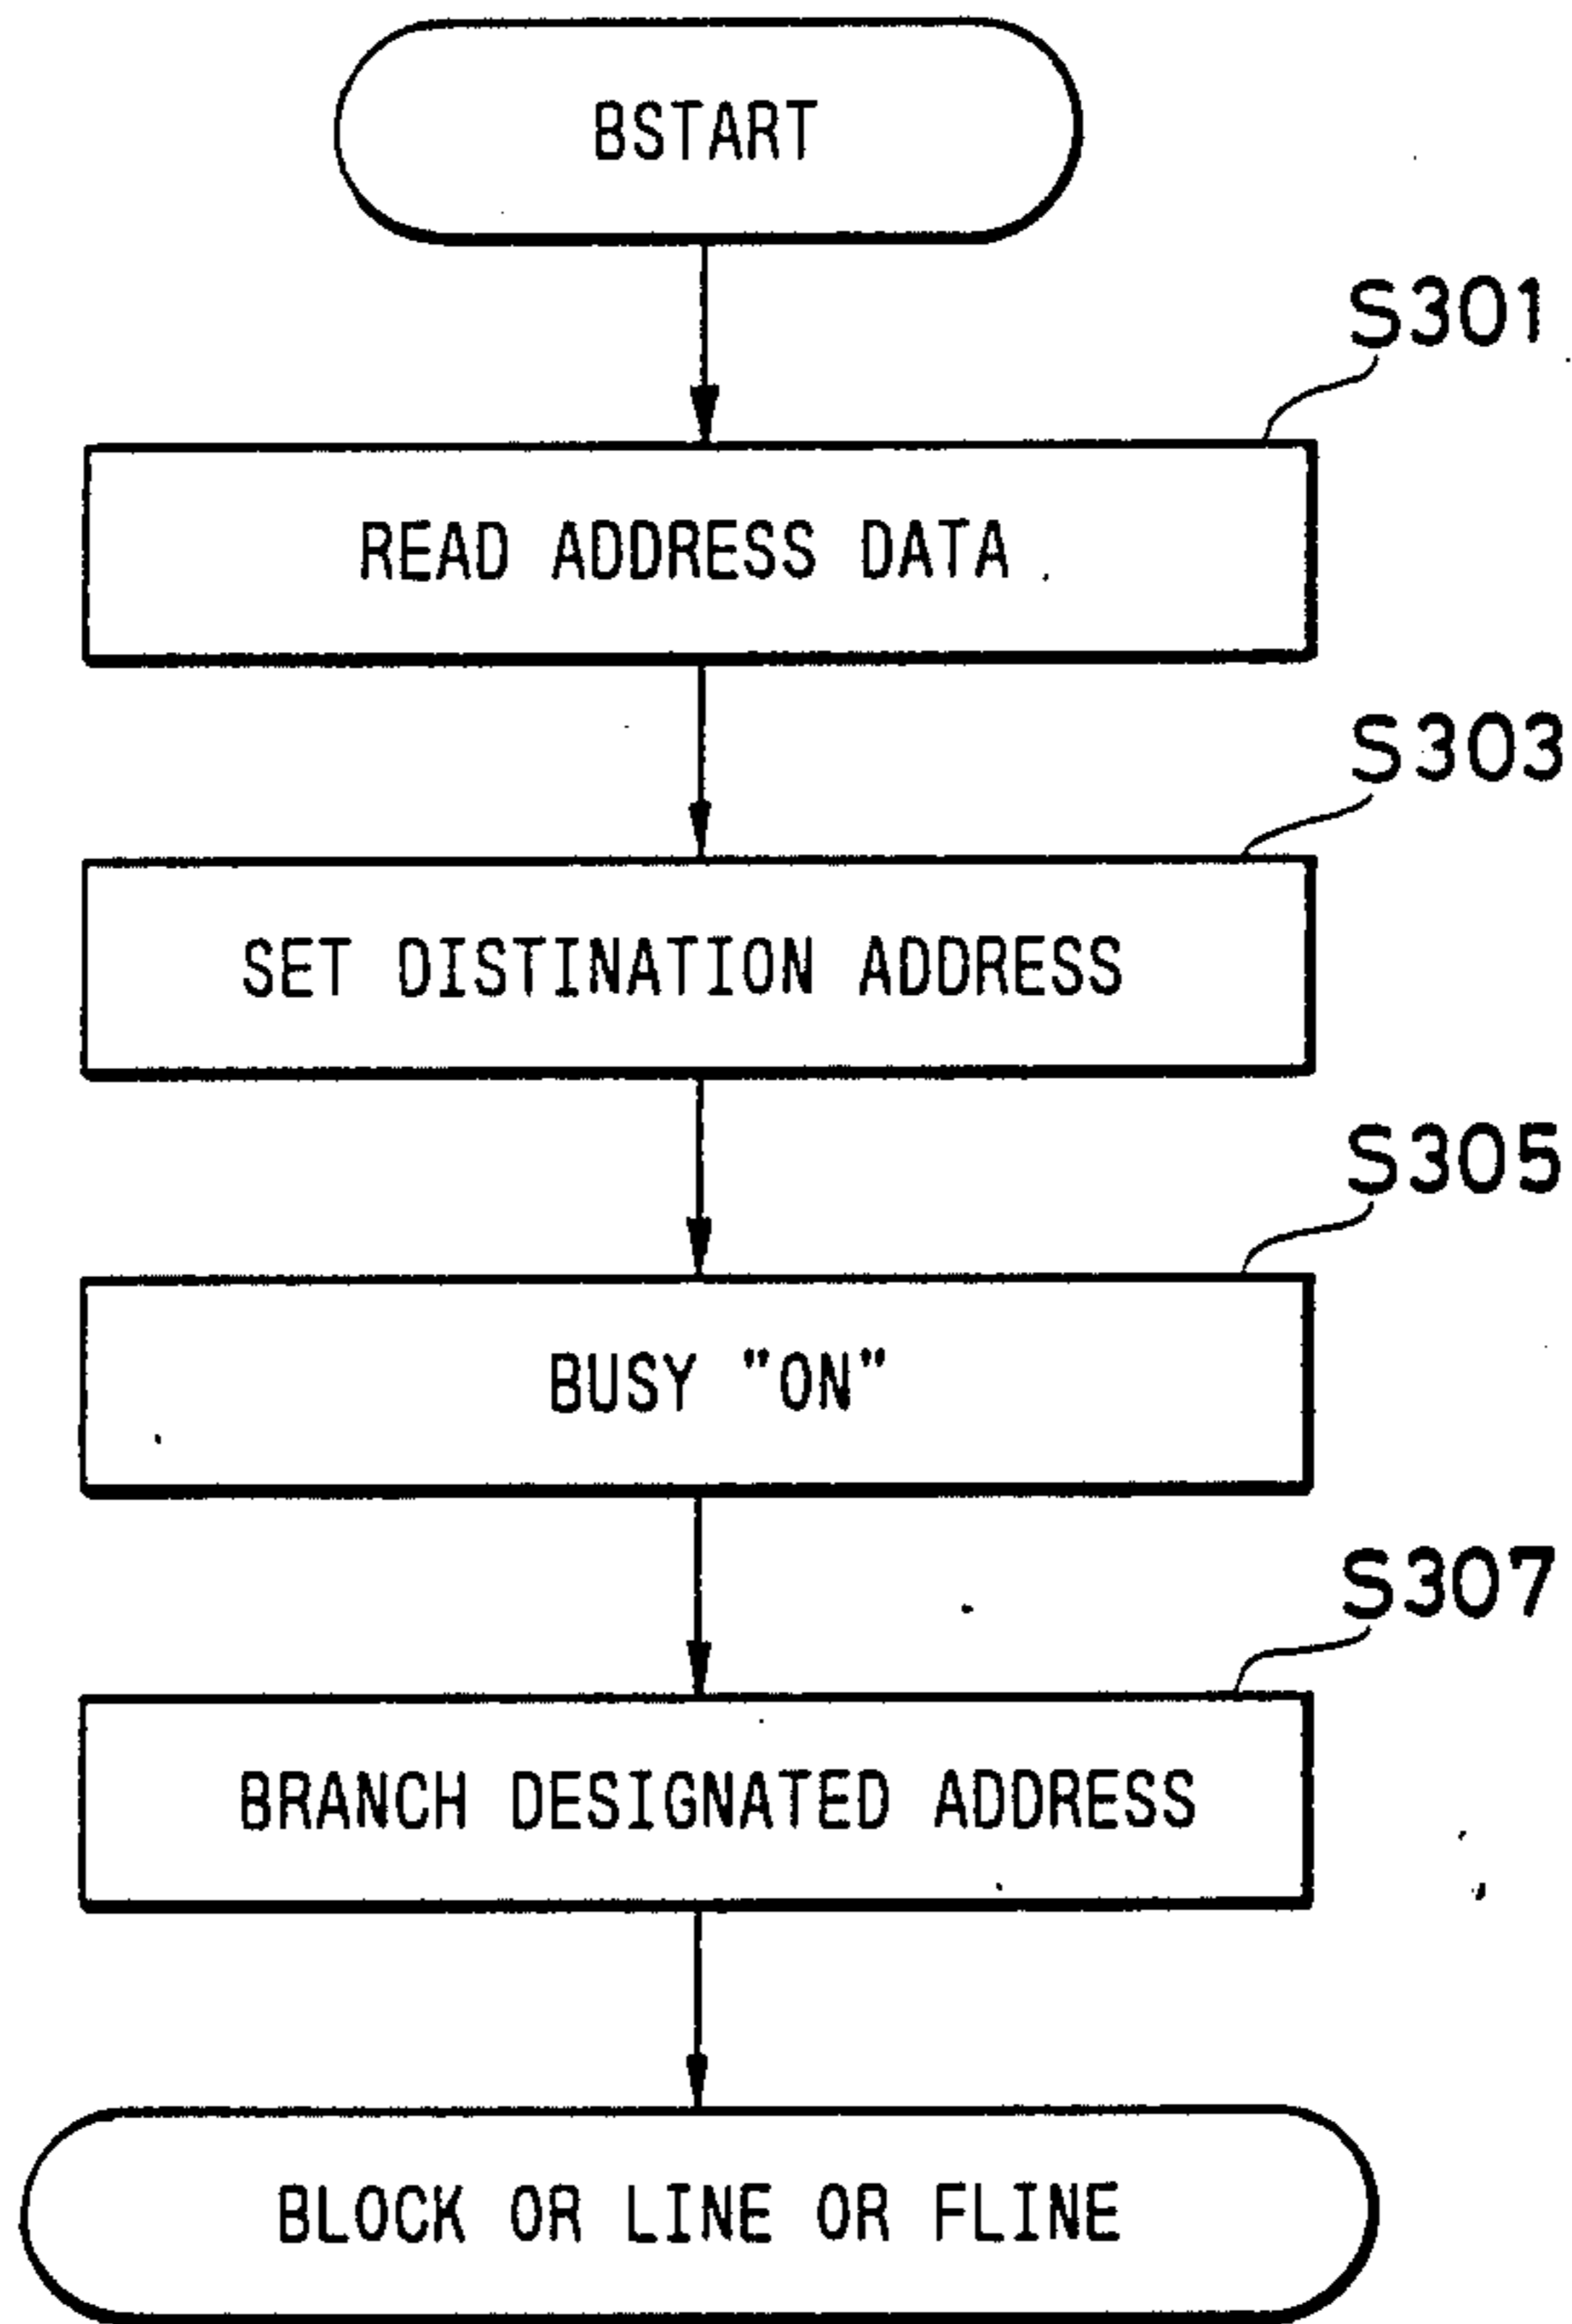 BSTART
S301
READ ADDRESS DATA
S303
SET DISTINATION ADDRESS
S305
BUSY "ON"
S307
BRANCH DESIGNATED ADDRESS
BLOCK OR LINE OR FLINE